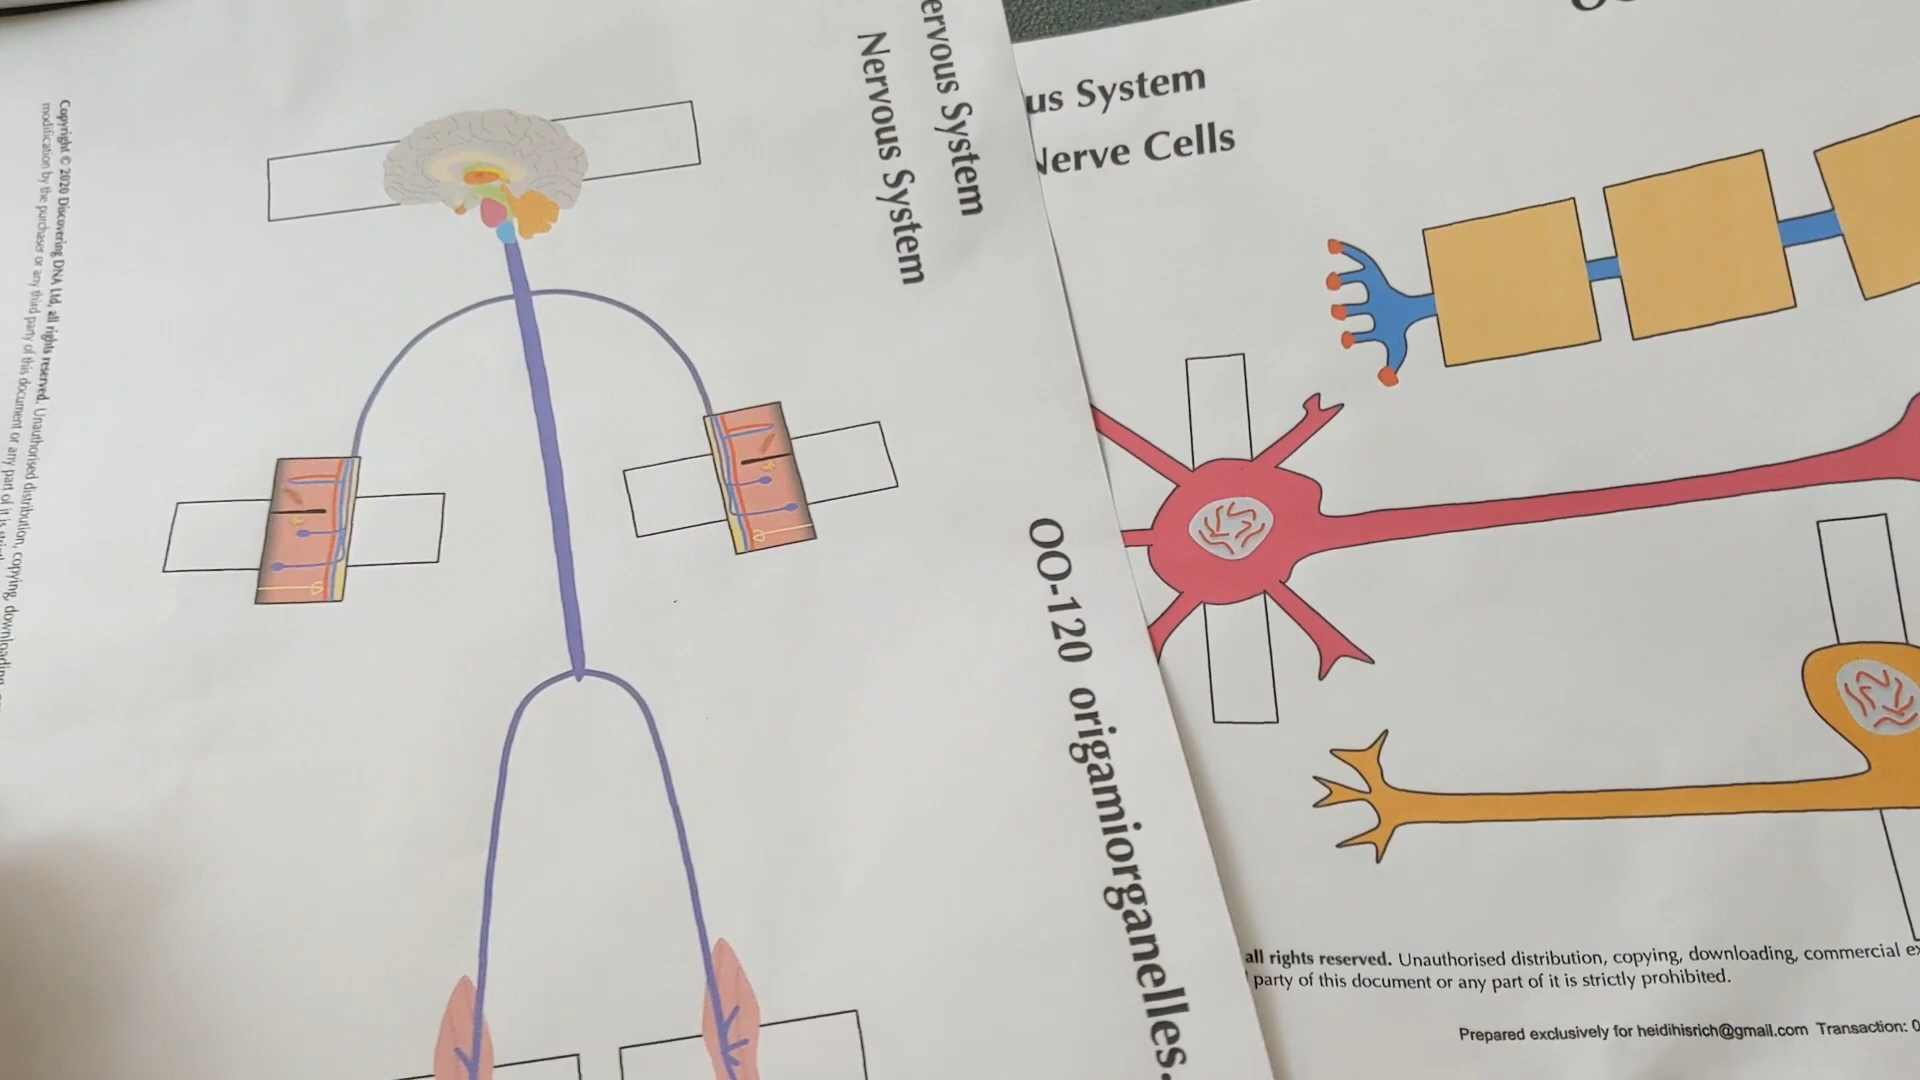 ervous System
Nervous System
OO-120 origamiorganelles.
Copyright © 2020 Discovering DNA Ltd, all rights reserved. Unauthorised distribution, copying, downloading,
modification by the purchaser or any third party of this document or any part of it is
us System
Nerve Cells
all rights reserved. Unauthorised distribution, copying, downloading, commercial ex
party of this document or any part of it is strictly prohibited.
Prepared exclusively for heidihisrich@gmail.com Transaction: 0